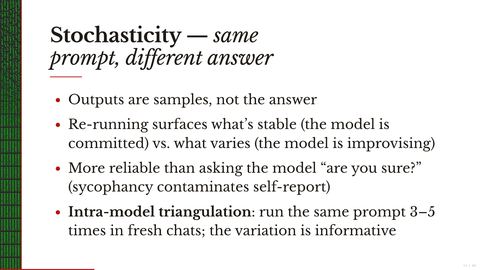 Stochasticity — same
prompt, different answer
• Outputs are samples, not the answer
• Re-running surfaces what’s stable (the model is
committed) vs. what varies (the model is improvising)
• More reliable than asking the model “are you sure?”
(sycophancy contaminates self-report)
• Intra-model triangulation: run the same prompt 3–5
times in fresh chats; the variation is informative